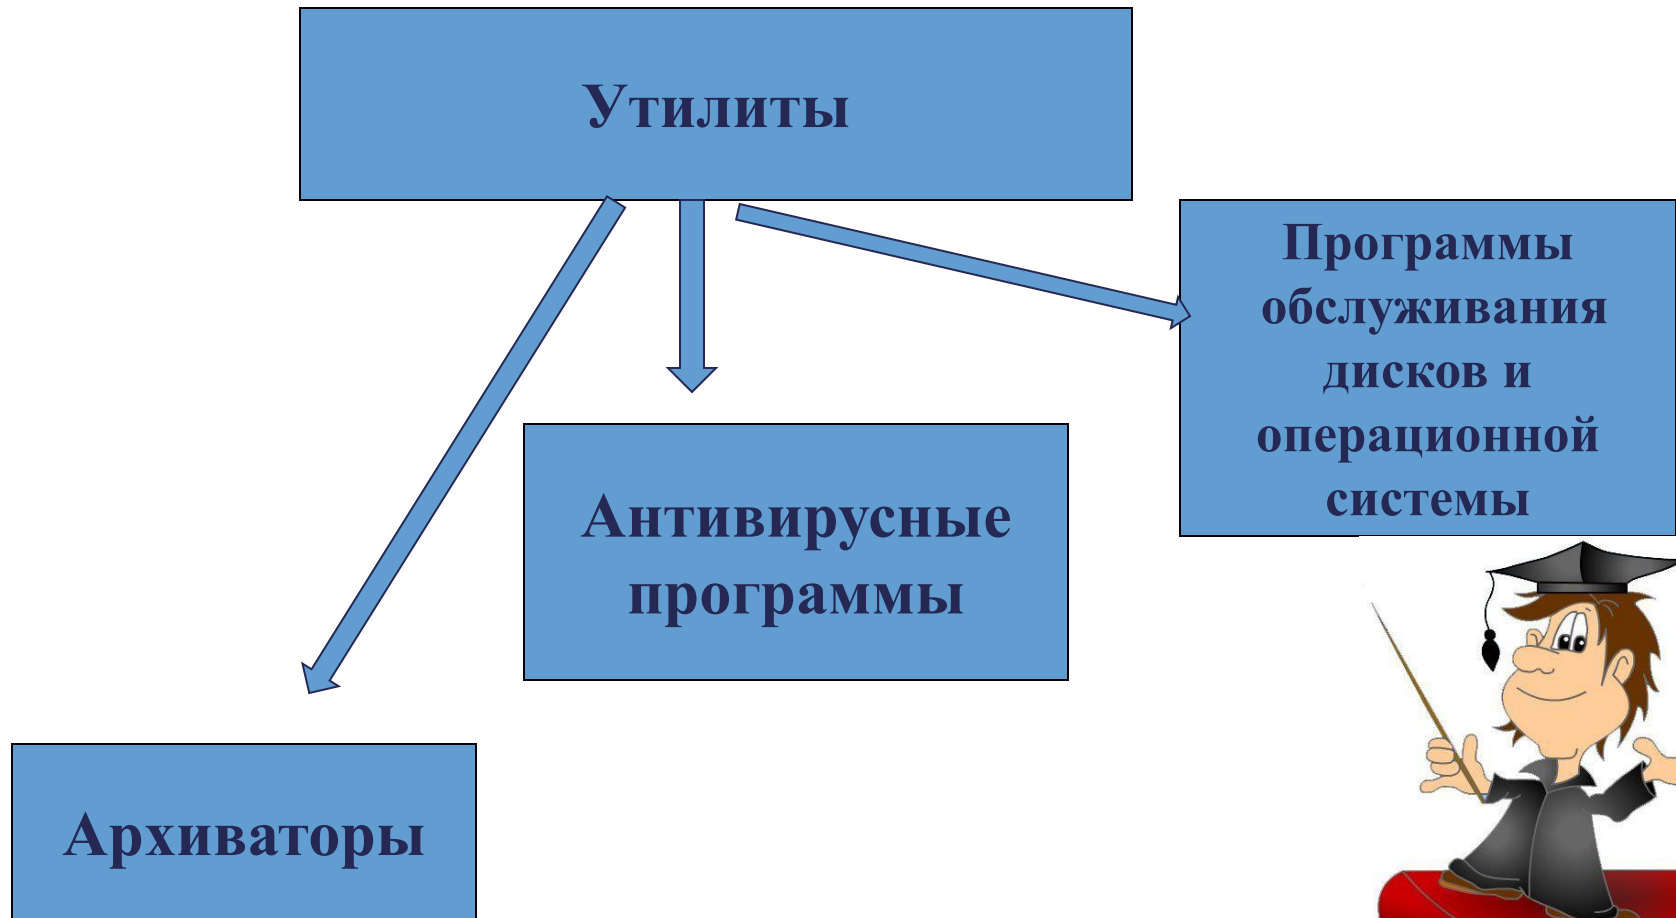 Утилиты
Программы
обслуживания
дисков и
операционной
системы
Антивирусные
программы
Архиваторы